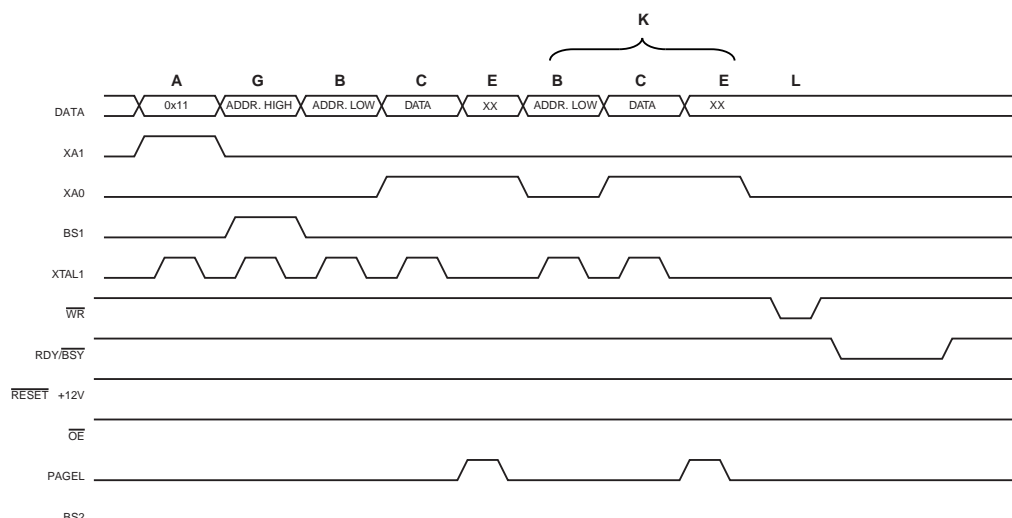 K
A G B C E B C E L
DATA 0x11 ADDR. HIGH ADDR. LOW DATA XX ADDR. LOW DATA XX
XA1
XA0
BS1
XTAL1
WR
RDY/BSY
RESET +12V
OE
PAGEL
BS2